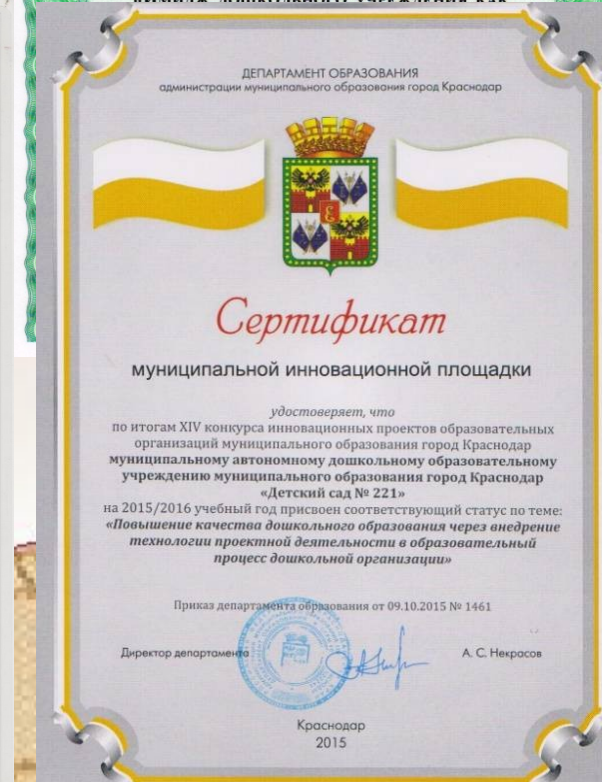 ДЕПАРТАМЕНТ ОБРАЗОВАНИЯ
администрации муниципального образования город Краснодар
Сертификат
муниципальной инновационной площадки
удостоверяет, что
по итогам XIV конкурса инновационных проектов образовательных
организаций муниципального образования город Краснодар
муниципальному автономному дошкольному образовательному
учреждению муниципального образования город Краснодар
«Детский сад № 221»
на 2015/2016 учебный год присвоен соответствующий статус по теме:
«Повышение качества дошкольного образования через внедрение
технологии проектной деятельности в образовательный
процесс дошкольной организации»
Приказ департамента образования от 09.10.2015 № 1461
Директор департамента
А. С. Некрасов
Краснодар
2015